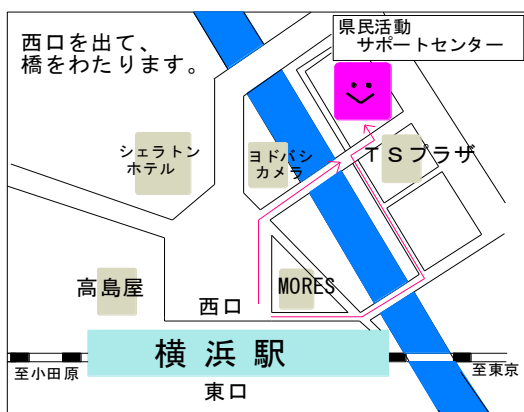 西口を出て、
橋をわたります。
県民活動
サポートセンター
シェラトン
ホテル
ヨドバシ
カメラ
TSプラザ
高島屋
西口
MORES
横浜駅
至小田原
東口
至東京